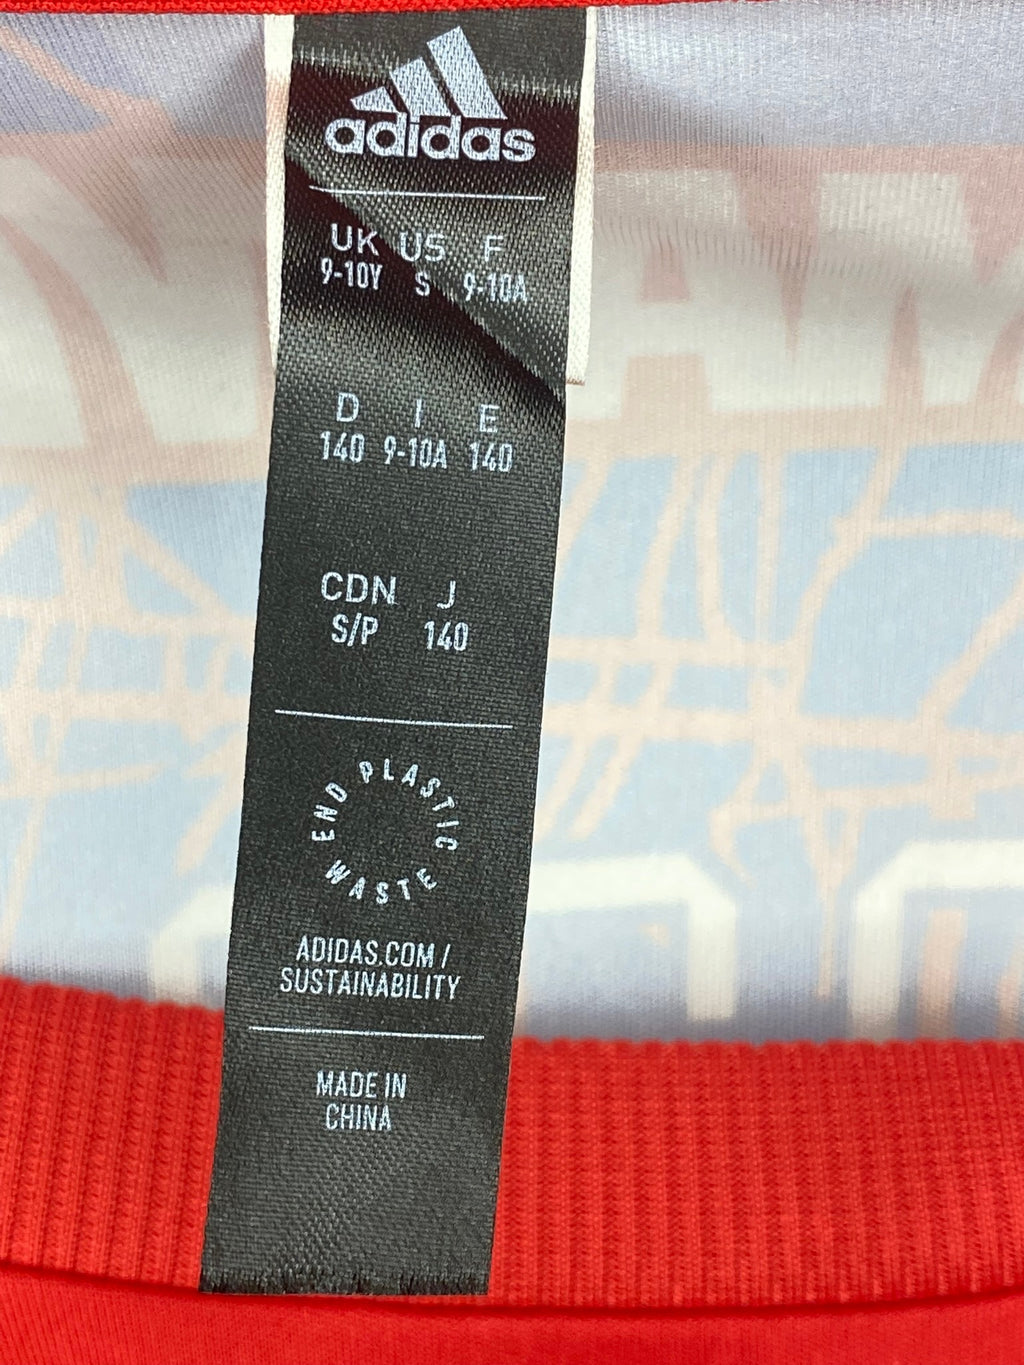 adidas
UK US F
9-10Y S 9-10A
D I E
140 9-10A 140
CDN J
S/P 140
END PLASTIC WASTE
ADIDAS.COM/
SUSTAINABILITY
MADE IN
CHINA